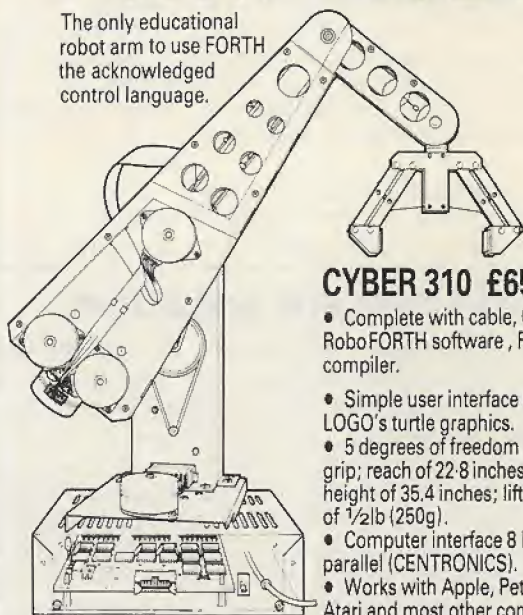 The only educational
robot arm to use FORTH
the acknowledged
control language.
CYBER 310 £65
• Complete with cable,
RoboFORTH software,
compiler.
• Simple user interface
LOGO's turtle graphics.
• 5 degrees of freedom
grip; reach of 22·8 inches
height of 35.4 inches; lift
of ½lb (250g).
• Computer interface 8
parallel (CENTRONICS).
• Works with Apple, Pet
Atari and most other com